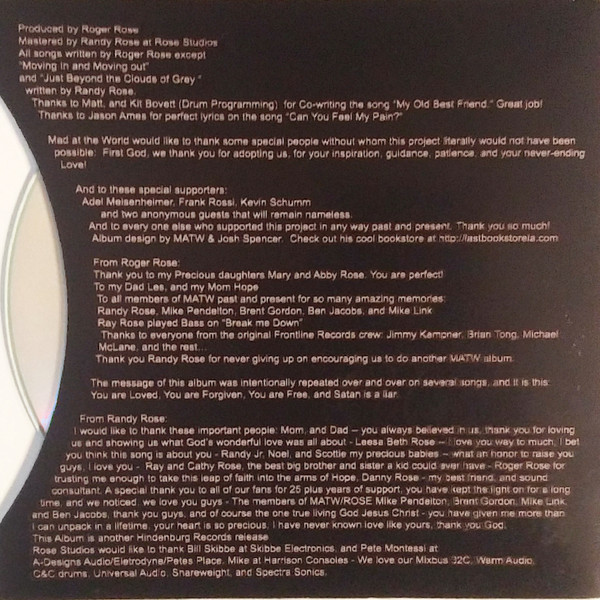 Produced by Roger Rose
Mastered by Randy Rose at Rose Studios
All songs written by Roger Rose except
"Moving In and Moving out"
and "Just Beyond the Clouds of Grey "
written by Randy Rose.
Thanks to Matt, and Kit Bovett (Drum Programming) for Co-writing the song "My Old Best Friend." Great job!
Thanks to Jason Ames for perfect lyrics on the song "Can You Feel My Pain?"
Mad at the World would like to thank some special people without whom this project literally would not have been
possible: First God, we thank you for adopting us, for your inspiration, guidance, patience, and your never-ending
Love!
And to these special supporters:
Adel Meisenheimer, Frank Rossi, Kevin Schumm
and two anonymous guests that will remain nameless.
And to every one else who supported this project in any way past and present. Thank you so much!
Album design by MATW & Josh Spencer. Check out his cool bookstore at http://lastbookstorela.com
From Roger Rose:
Thank you to my Precious daughters Mary and Abby Rose. You are perfect!
To my Dad Les, and my Mom Hope
To all members of MATW past and present for so many amazing memories:
Randy Rose, Mike Pendelton, Brent Gordon, Ben Jacobs, and Mike Link
Ray Rose played Bass on "Break me Down"
Thanks to everyone from the original Frontline Records crew: Jimmy Kempner, Brian Tong, Michael
McLane, and the rest...
Thank you Randy Rose for never giving up on encouraging us to do another MATW album.
The message of this album was intentionally repeated over and over on several songs, and it is this:
You are Loved, You are Forgiven, You are Free, and Satan is a liar.
From Randy Rose:
I would like to thank these important people: Mom, and Dad – you always believed in us, thank you for loving
us and showing us what God's wonderful love was all about - Leesa Beth Rose – I love you way to much, I bet
you think this song is about you - Randy Jr, Noel, and Scottie my precious babies – what an honor to raise you
guys, I love you - Ray and Cathy Rose, the best big brother and sister a kid could ever have - Roger Rose for
trusting me enough to take this leap of faith into the arms of Hope, Danny Rose - my best friend, and sound
consultant. A special thank you to all of our fans for 25 plus years of support, you have kept the light on for a long
time, and we noticed, we love you guys - The members of MATW/ROSE Mike Pendelton, Brent Gordon, Mike Link,
and Ben Jacobs, thank you guys, and of course the one true living God Jesus Christ - you have given me more than
I can unpack in a lifetime, your heart is so precious, I have never known love like yours, thank you God.
This Album is another Hindenburg Records release
Rose Studios would like to thank Bill Skibbe at Skibbe Electronics, and Pete Montessi at
A-Designs Audio/Eletrodyne/Petes Place, Mike at Harrison Consoles - We love our Mixbus 32C, Warm Audio,
C&C drums, Universal Audio, Shareweight, and Spectra Sonics.